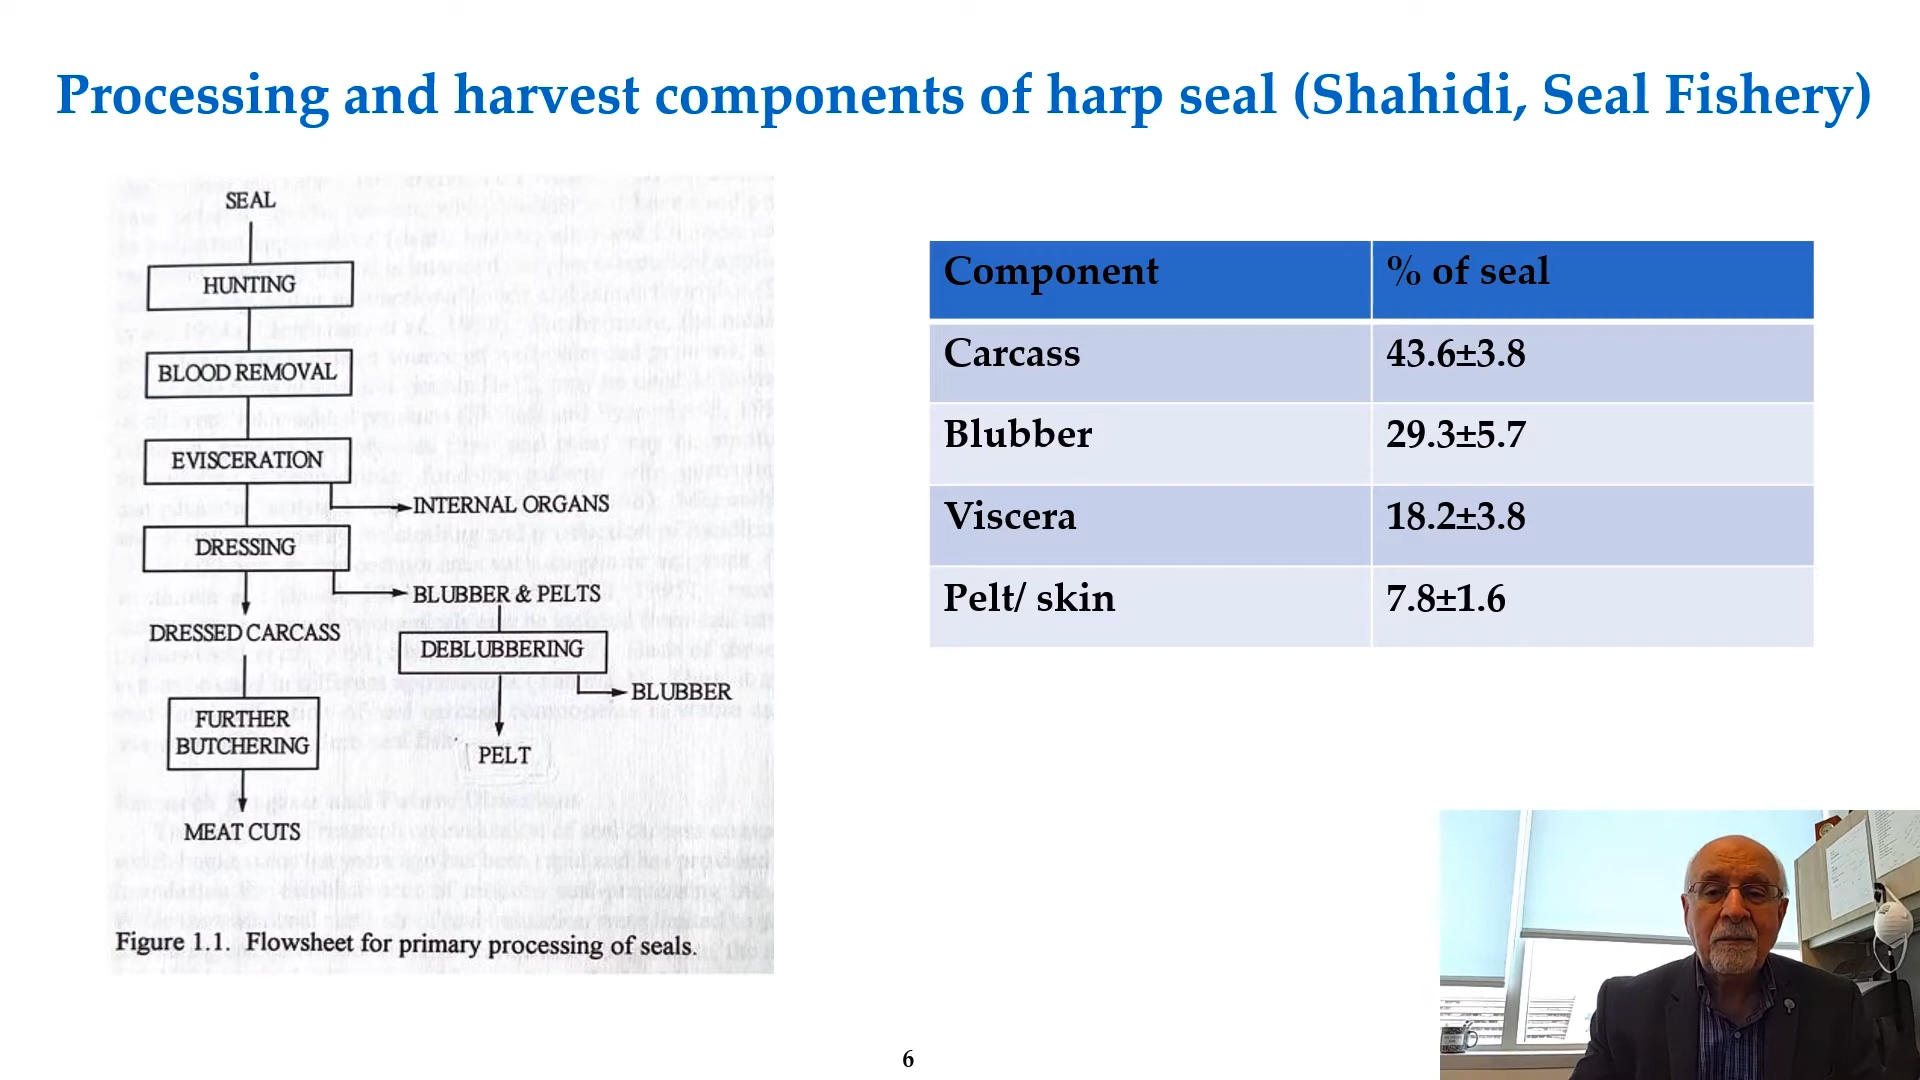 Processing and harvest components of harp seal (Shahidi, Seal Fishery)
SEAL
HUNTING
BLOOD REMOVAL
EVISCERATION
INTERNAL ORGANS
DRESSING
BLUBBER & PELTS
DRESSED CARCASS
DEBLUBBERING
BLUBBER
FURTHER
BUTCHERING
PELT
MEAT CUTS
Figure 1.1. Flowsheet for primary processing of seals.
Component % of seal
Carcass 43.6±3.8
Blubber 29.3±5.7
Viscera 18.2±3.8
Pelt/ skin 7.8±1.6
6